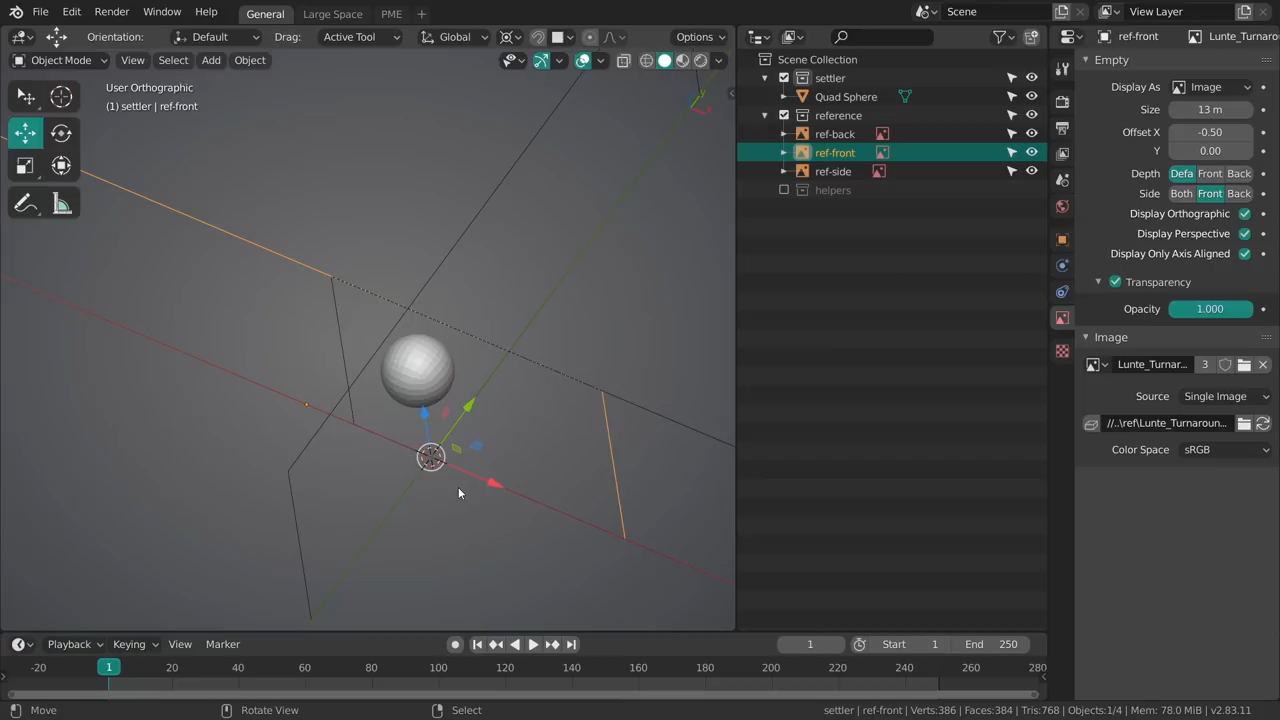 File Edit Render Window Help General Large Space PME + Scene View Layer
Orientation: Default Drag: Active Tool Global Options ref-front Lunte_Turnaro
Object Mode View Select Add Object
User Orthographic
(1) settler | ref-front
Scene Collection
settler
Quad Sphere
reference
ref-back
ref-front
ref-side
helpers
Empty
Display As Image
Size 13 m
Offset X -0.50
Y 0.00
Depth Defa Front Back
Side Both Front Back
Display Orthographic
Display Perspective
Display Only Axis Aligned
Transparency
Opacity 1.000
Image
Lunte_Turnar... 3
Source Single Image
//..\ref\Lunte_Turnaroun...
Color Space sRGB
Playback Keying View Marker 1 Start 1 End 250
-20 1 20 40 60 80 100 120 140 160 180 200 220 240 260 280
Move Rotate View Select settler | ref-front | Verts:386 | Faces:384 | Tris:768 | Objects:1/4 | Mem: 78.0 MiB | v2.83.11